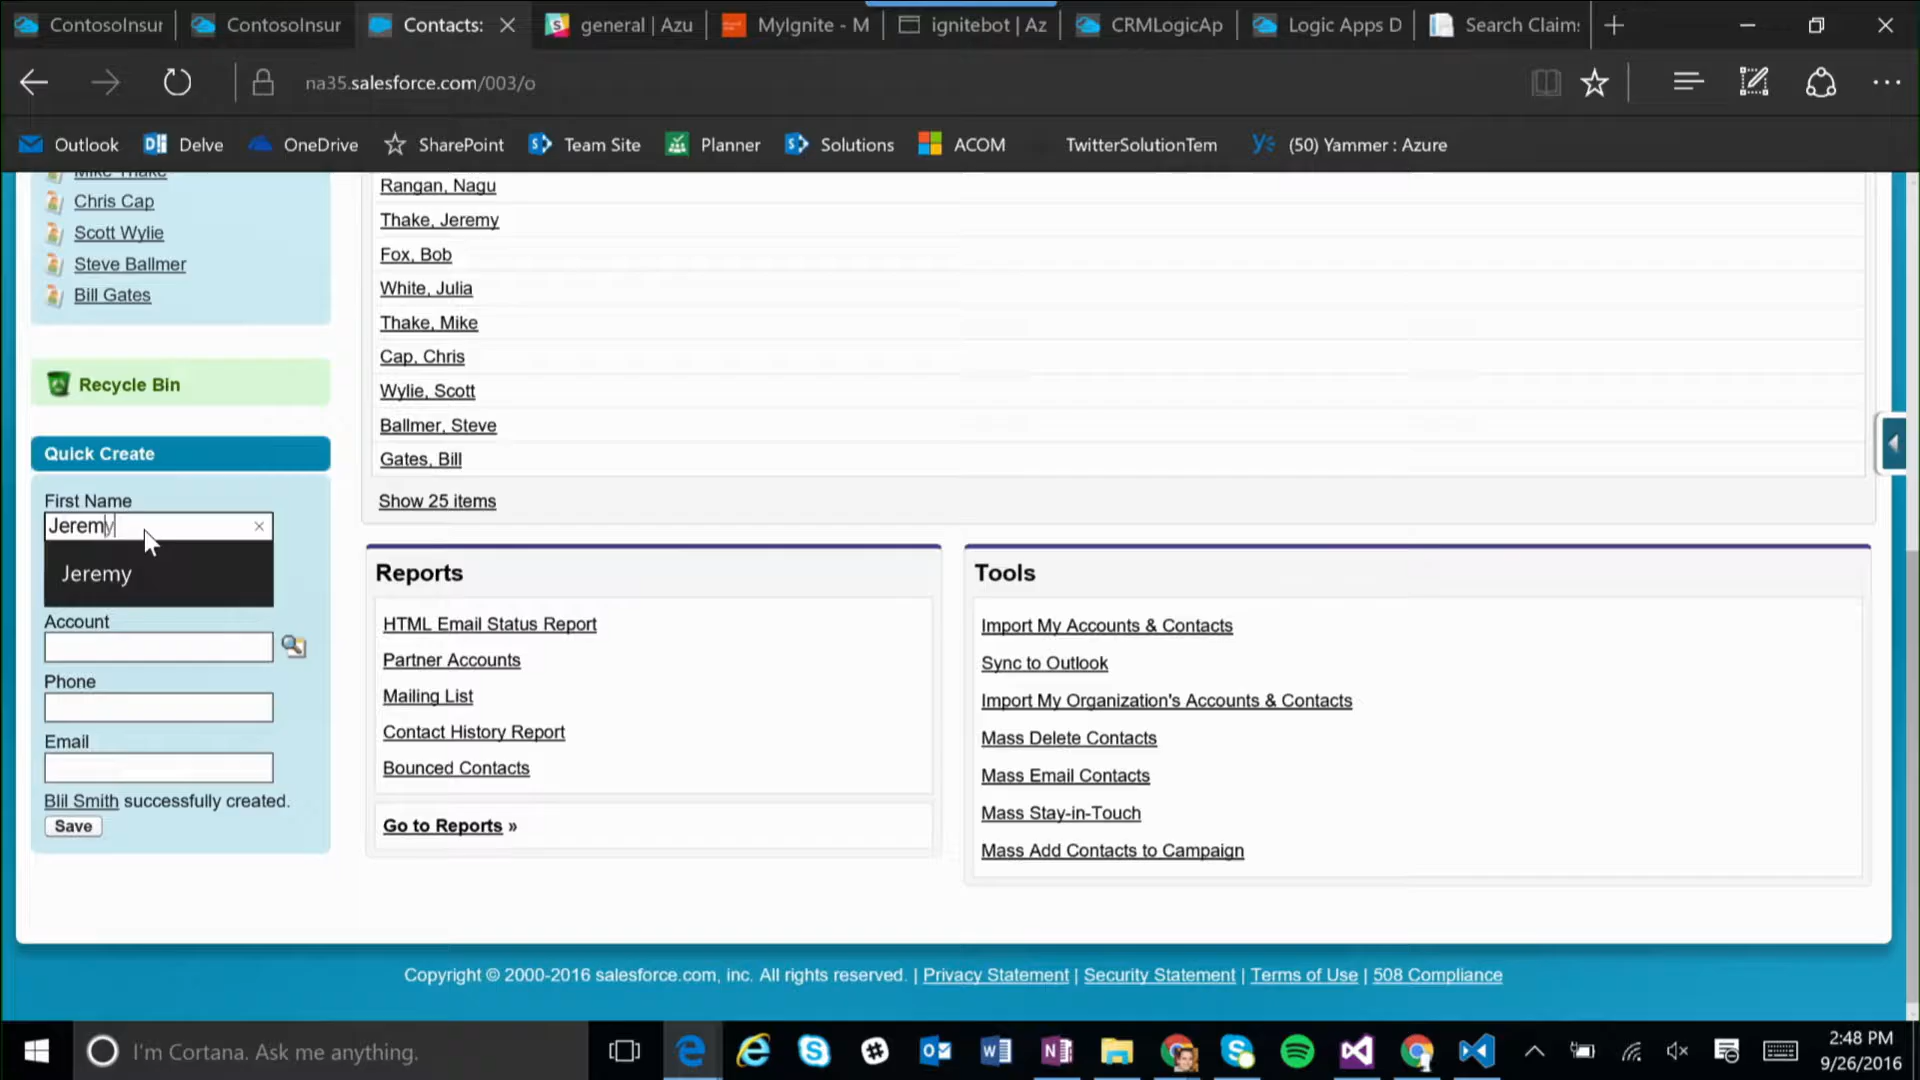 ContosoInsur
ContosoInsur
Contacts:
general | Azu
MyIgnite - M
ignitebot | Az
CRMLogicAp
Logic Apps D
Search Claims
na35.salesforce.com/003/o
Outlook
Delve
OneDrive
SharePoint
Team Site
Planner
Solutions
ACOM
TwitterSolutionTem
(50) Yammer : Azure
Mike Thake
Chris Cap
Scott Wylie
Steve Ballmer
Bill Gates
Recycle Bin
Quick Create
First Name
Jeremy
Jeremy
Account
Phone
Email
Blil Smith successfully created.
Save
Rangan, Nagu
Thake, Jeremy
Fox, Bob
White, Julia
Thake, Mike
Cap, Chris
Wylie, Scott
Ballmer, Steve
Gates, Bill
Show 25 items
Reports
HTML Email Status Report
Partner Accounts
Mailing List
Contact History Report
Bounced Contacts
Go to Reports »
Tools
Import My Accounts & Contacts
Sync to Outlook
Import My Organization's Accounts & Contacts
Mass Delete Contacts
Mass Email Contacts
Mass Stay-in-Touch
Mass Add Contacts to Campaign
Copyright © 2000-2016 salesforce.com, inc. All rights reserved. | Privacy Statement | Security Statement | Terms of Use | 508 Compliance
I'm Cortana. Ask me anything.
2:48 PM
9/26/2016